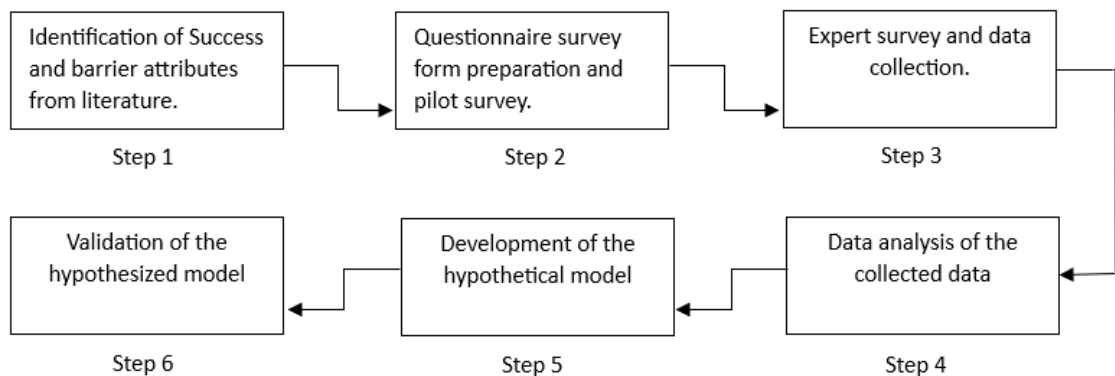 Identification of Success
and barrier attributes
from literature.
Step 1
Questionnaire survey
form preparation and
pilot survey.
Step 2
Expert survey and data
collection.
Step 3
Data analysis of the
collected data
Step 4
Development of the
hypothetical model
Step 5
Validation of the
hypothesized model
Step 6